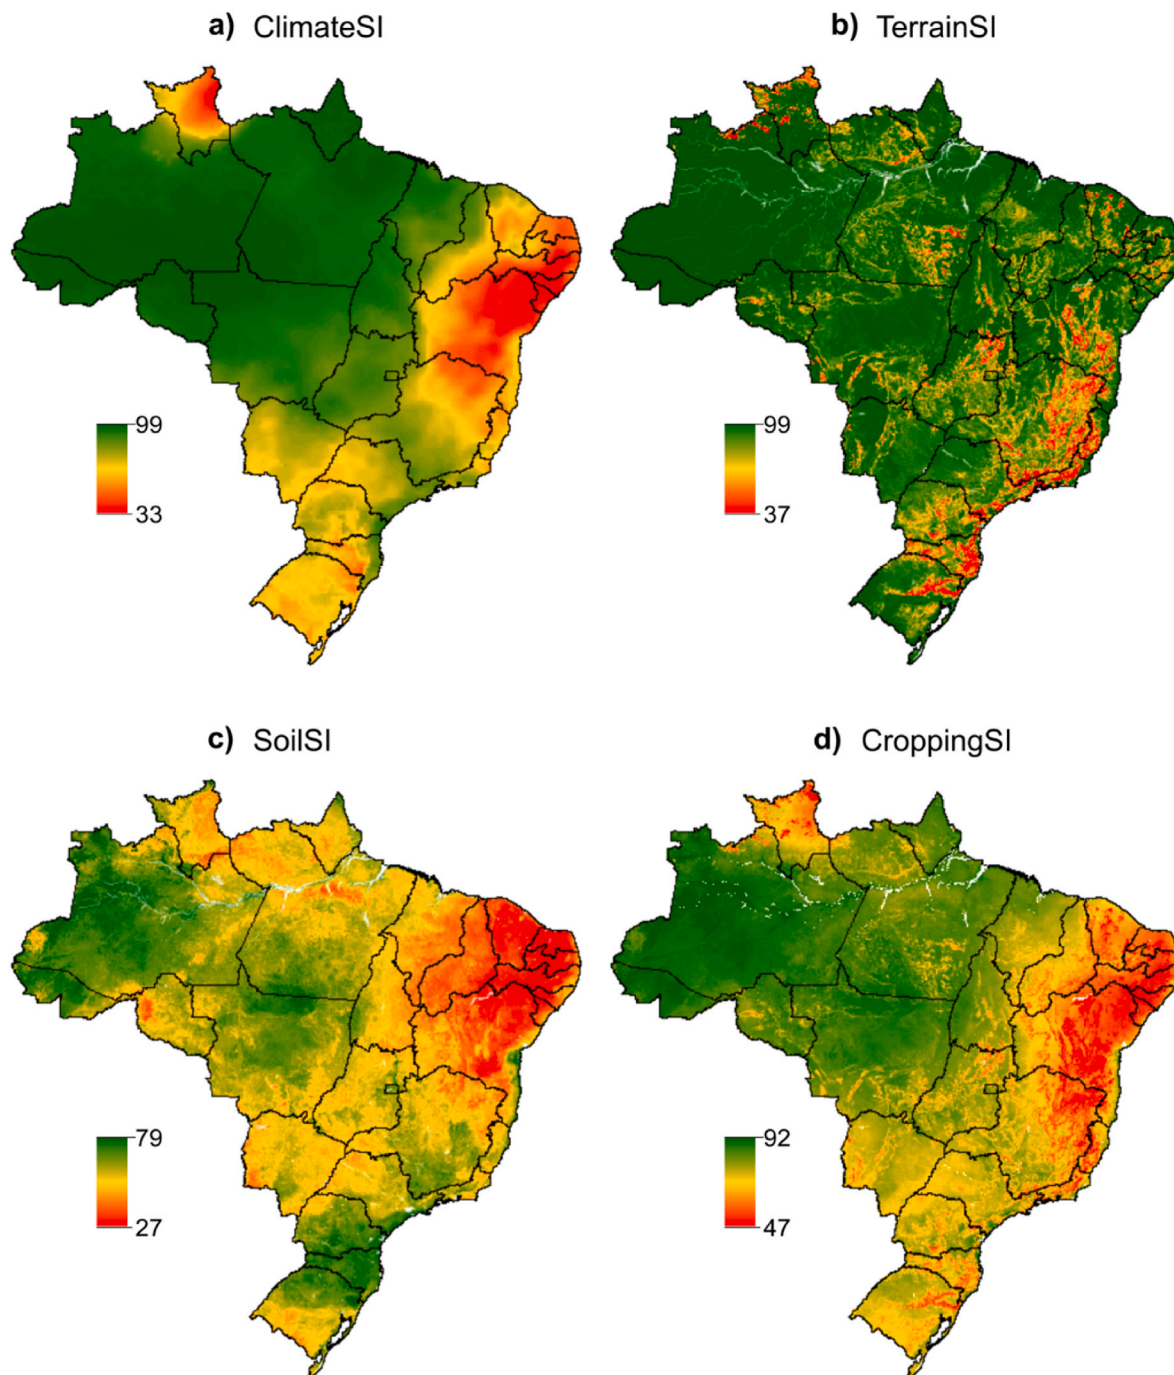 a) ClimateSI
b) TerrainSI
99
33
99
37
c) SoilSI
d) CroppingSI
79
27
92
47